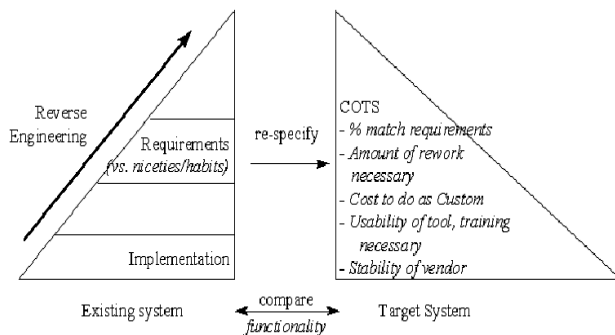 Reverse
Engineering
Requirements
(vs. niceties/habits)
Implementation
re-specify
COTS
- % match requirements
- Amount of rework
necessary
- Cost to do as Custom
- Usability of tool, training
necessary
- Stability of vendor
Existing system
compare
functionality
Target System